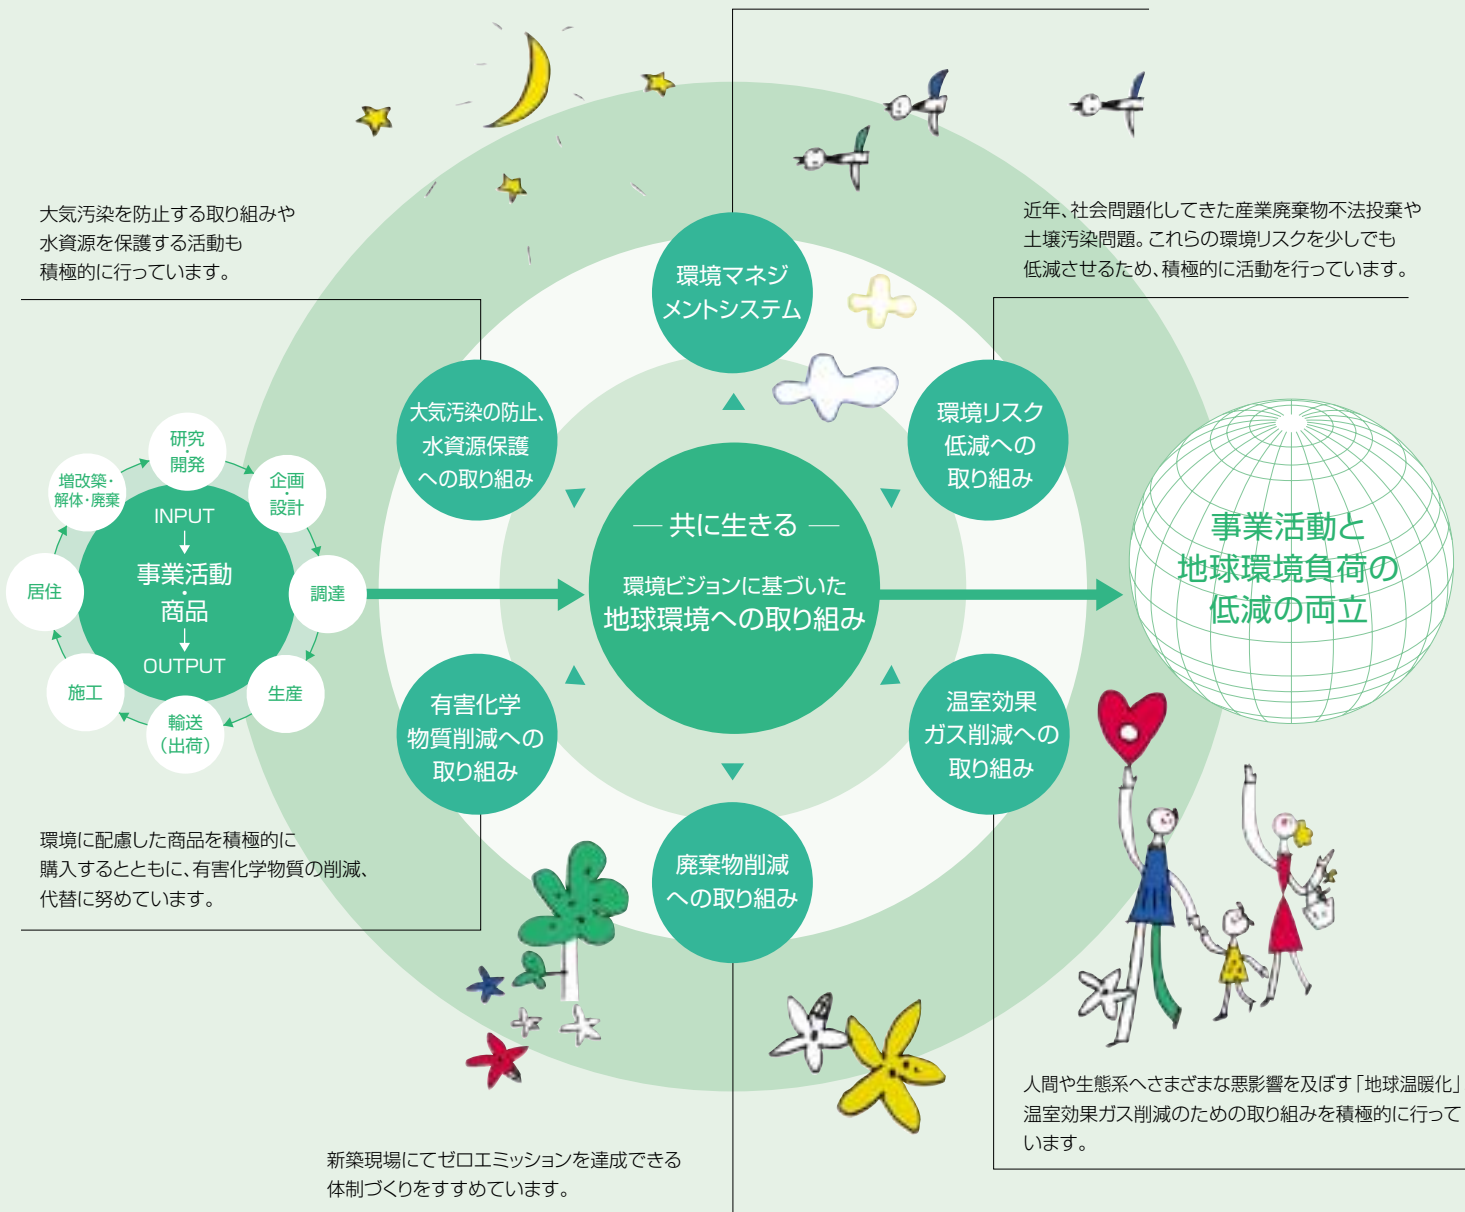 大気汚染を防止する取り組みや
水資源を保護する活動も
積極的に行っています。
近年、社会問題化してきた産業廃棄物不法投棄や
土壌汚染問題。これらの環境リスクを少しでも
低減させるため、積極的に活動を行っています。
環境マネジ
メントシステム
大気汚染の防止、
水資源保護
への取り組み
環境リスク
低減への
取り組み
研究
・
開発
企画
・
設計
調達
生産
輸送
（出荷）
施工
居住
増改築・
解体・廃棄
INPUT
事業活動
・
商品
OUTPUT
共に生きる
環境ビジョンに基づいた
地球環境への取り組み
事業活動と
地球環境負荷の
低減の両立
有害化学
物質削減への
取り組み
温室効果
ガス削減への
取り組み
廃棄物削減
への取り組み
環境に配慮した商品を積極的に
購入するとともに、有害化学物質の削減、
代替に努めています。
人間や生態系へさまざまな悪影響を及ぼす「地球温暖化」
温室効果ガス削減のための取り組みを積極的に行って
います。
新築現場にてゼロエミッションを達成できる
体制づくりをすすめています。